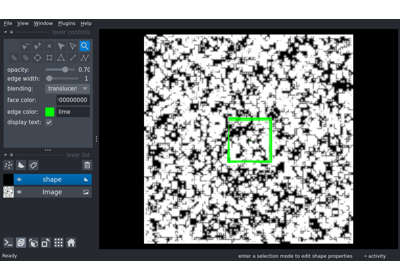 File View Window Plugins Help
layer controls
opacity: 0.70
edge width: 1
blending: translucen
face color: 00000000
edge color: lime
display text:
layer list
shape
Image
Ready enter a selection mode to edit shape properties activity